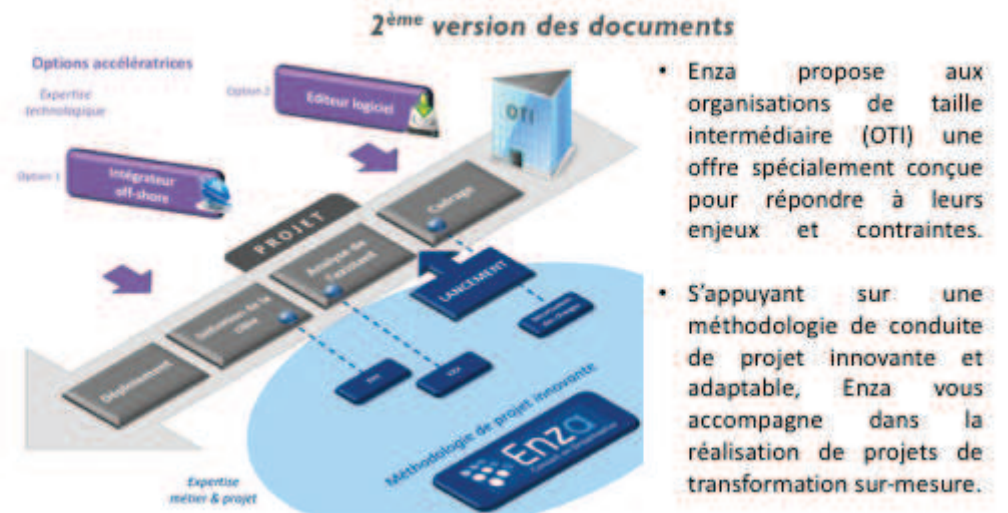 2ème version des documents
Options accélératrices
Expertise
technologique
Option 2
Editeur logiciel
OTI
Option 1
Intégrateur
off-shore
PROJET
Cadrage
Analyse de
l'existant
LANCEMENT
Définition de la
cible
Déploiement
Méthodologie de projet innovante
Enza
Expertise
métier & projet
• Enza propose aux
organisations de taille
intermédiaire (OTI) une
offre spécialement conçue
pour répondre à leurs
enjeux et contraintes.
• S'appuyant sur une
méthodologie de conduite
de projet innovante et
adaptable, Enza vous
accompagne dans la
réalisation de projets de
transformation sur-mesure.